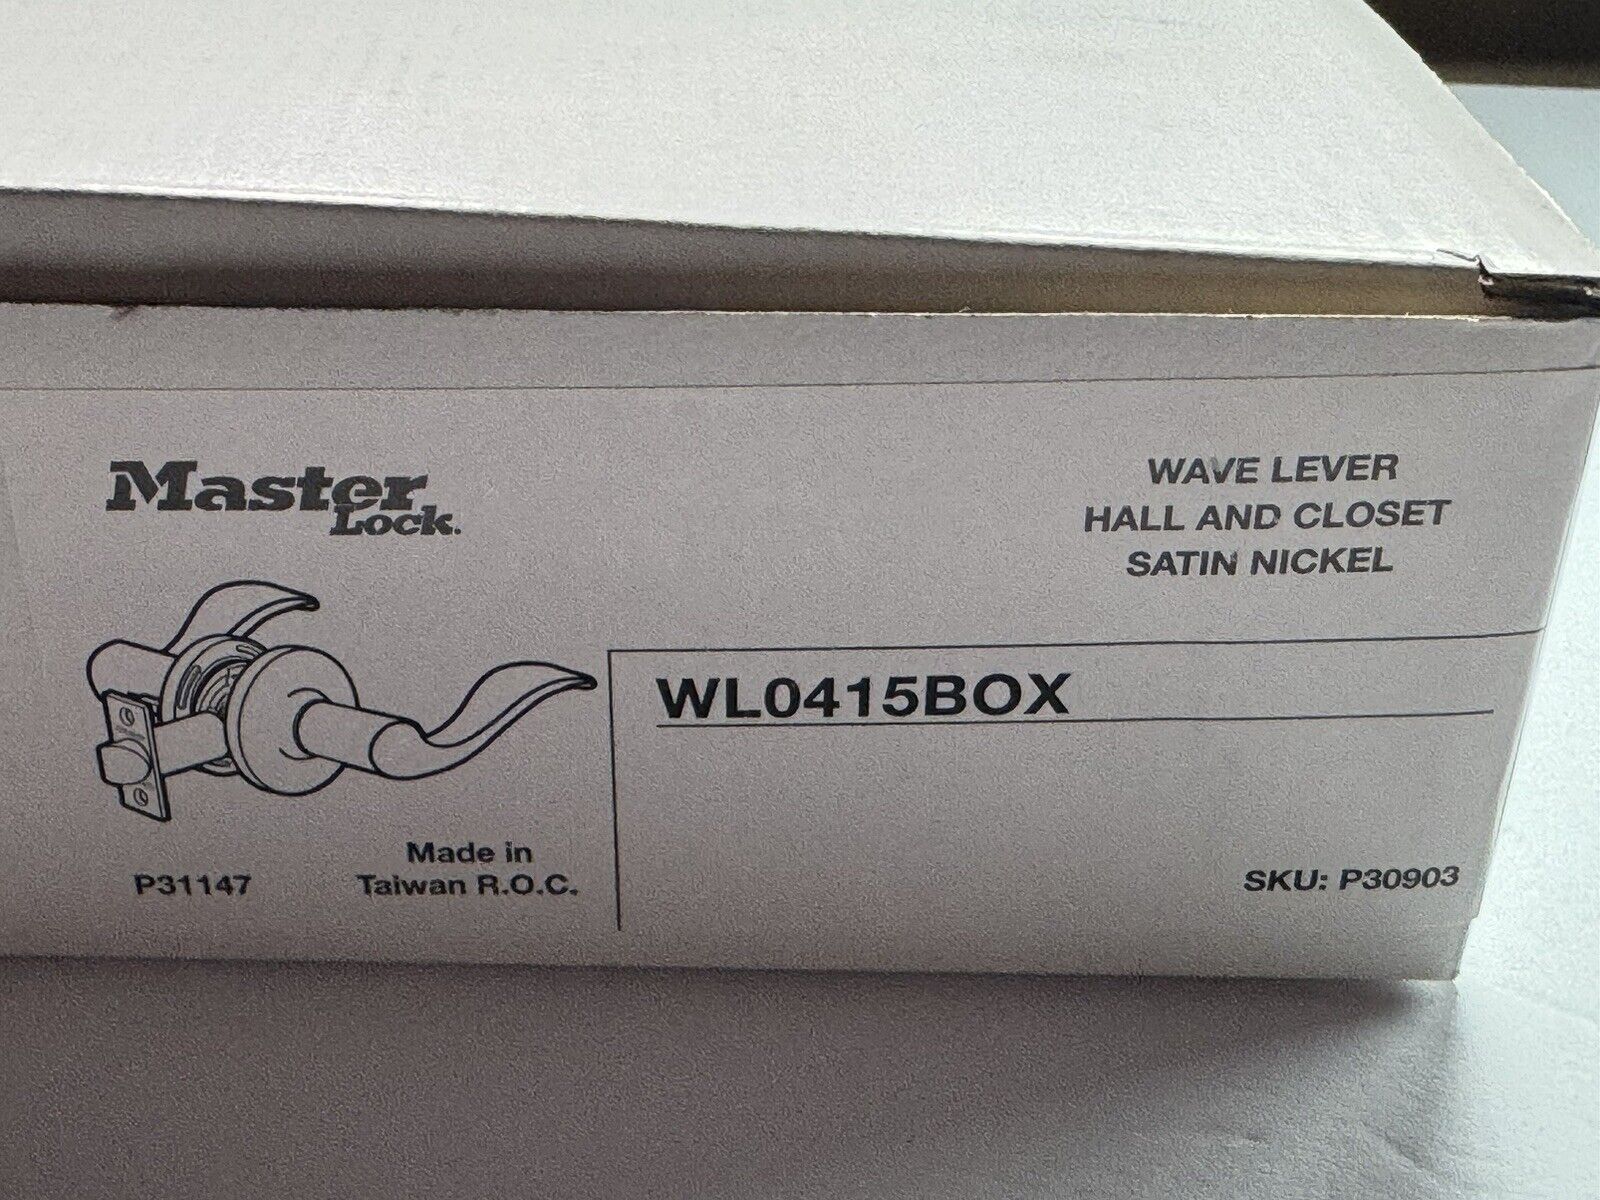 Master
Lock.
WAVE LEVER
HALL AND CLOSET
SATIN NICKEL
WL0415BOX
Made in
P31147
Taiwan R.O.C.
SKU: P30903